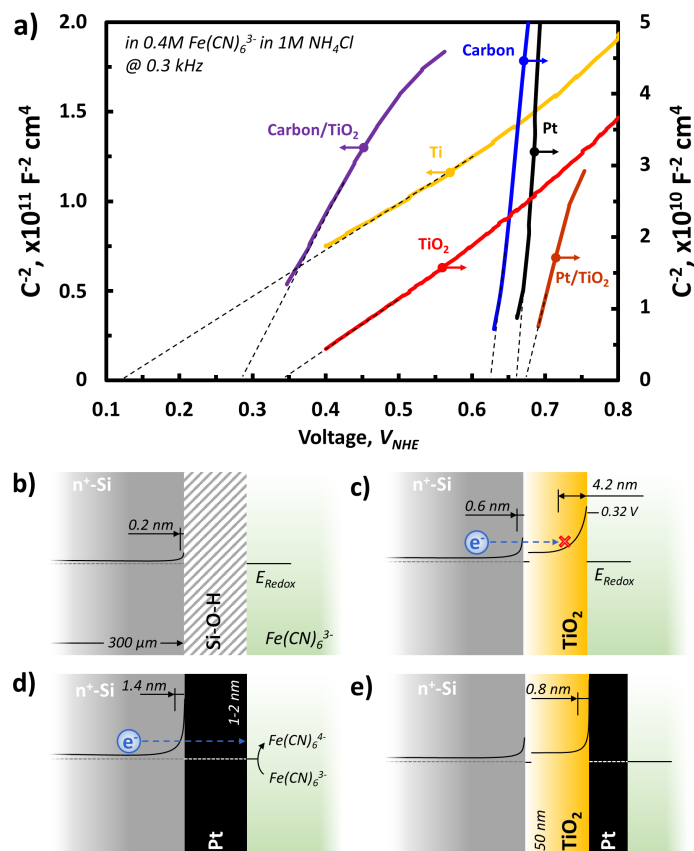 a)
in 0.4M Fe(CN)₆³⁻ in 1M NH₄Cl
@ 0.3 kHz
Carbon/TiO₂
Ti
TiO₂
Carbon
Pt
Pt/TiO₂
C⁻², x10¹¹ F⁻² cm⁴
2.0
1.5
1.0
0.5
0
C⁻², x10¹⁰ F⁻² cm⁴
5
4
3
2
1
0
0.1 0.2 0.3 0.4 0.5 0.6 0.7 0.8
Voltage, V_NHE
b)
n⁺-Si
0.2 nm
E_Redox
Si-O-H
300 μm
Fe(CN)₆³⁻
c)
n⁺-Si
4.2 nm
0.6 nm
0.32 V
e⁻
E_Redox
TiO₂
d)
n⁺-Si
1.4 nm
1-2 nm
e⁻
Fe(CN)₆⁴⁻
Fe(CN)₆³⁻
Pt
e)
n⁺-Si
0.8 nm
50 nm
TiO₂
Pt